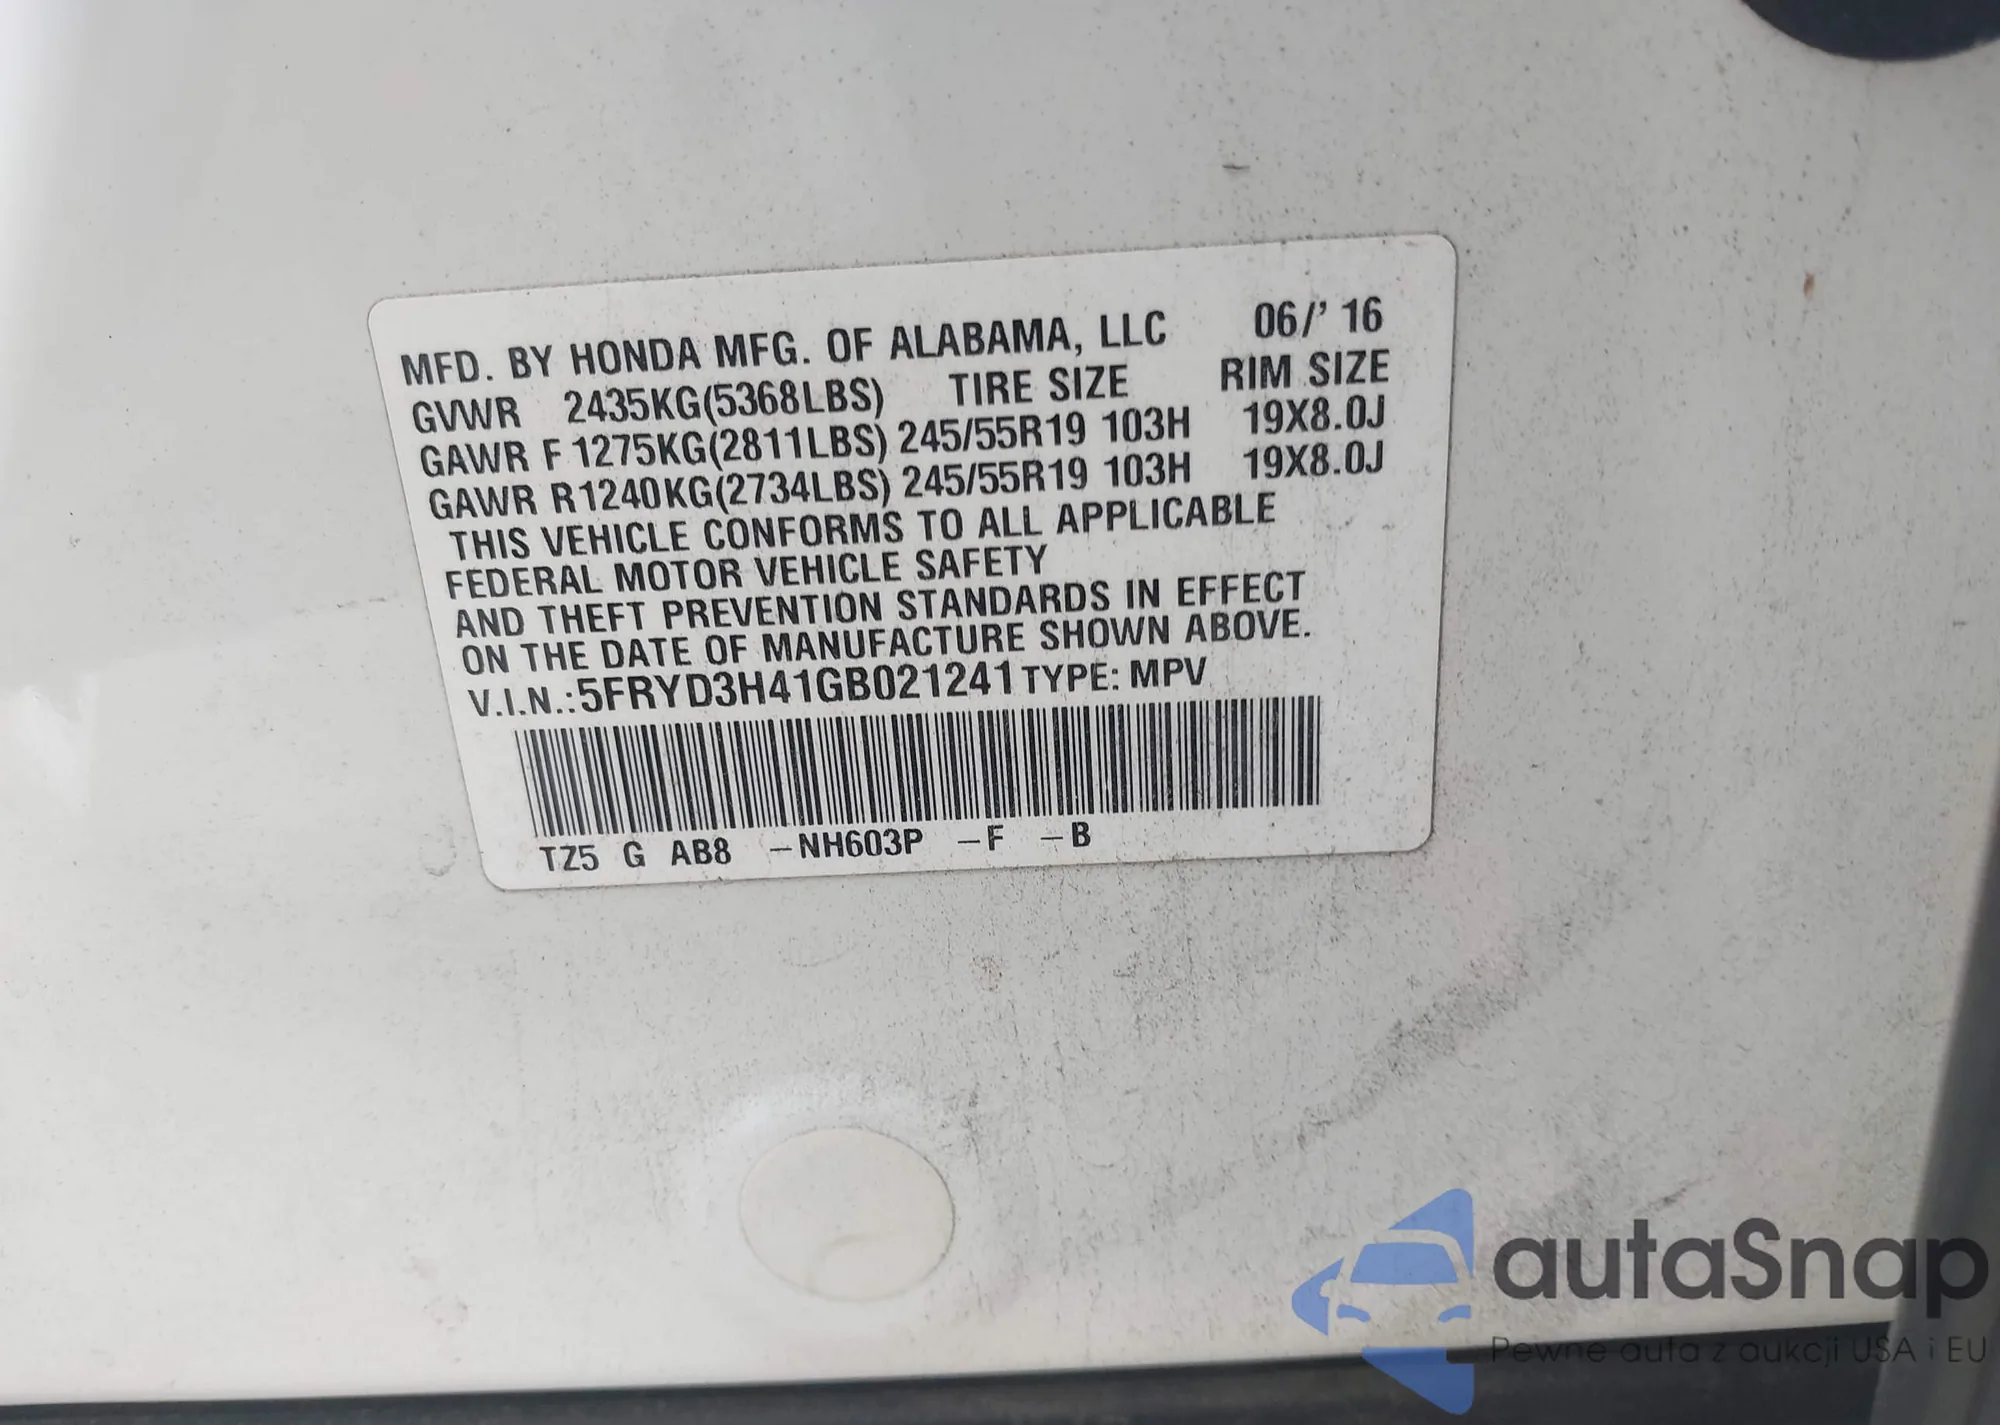 MFD. BY HONDA MFG. OF ALABAMA, LLC 06/' 16
GVWR 2435KG(5368LBS) TIRE SIZE RIM SIZE
GAWR F 1275KG(2811LBS) 245/55R19 103H 19X8.0J
GAWR R1240KG(2734LBS) 245/55R19 103H 19X8.0J
THIS VEHICLE CONFORMS TO ALL APPLICABLE
FEDERAL MOTOR VEHICLE SAFETY
AND THEFT PREVENTION STANDARDS IN EFFECT
ON THE DATE OF MANUFACTURE SHOWN ABOVE.
V.I.N.:5FRYD3H41GB021241 TYPE: MPV
TZ5 G AB8 -NH603P -F -B
autaSnap
Pewne auta z aukcji USA i EU